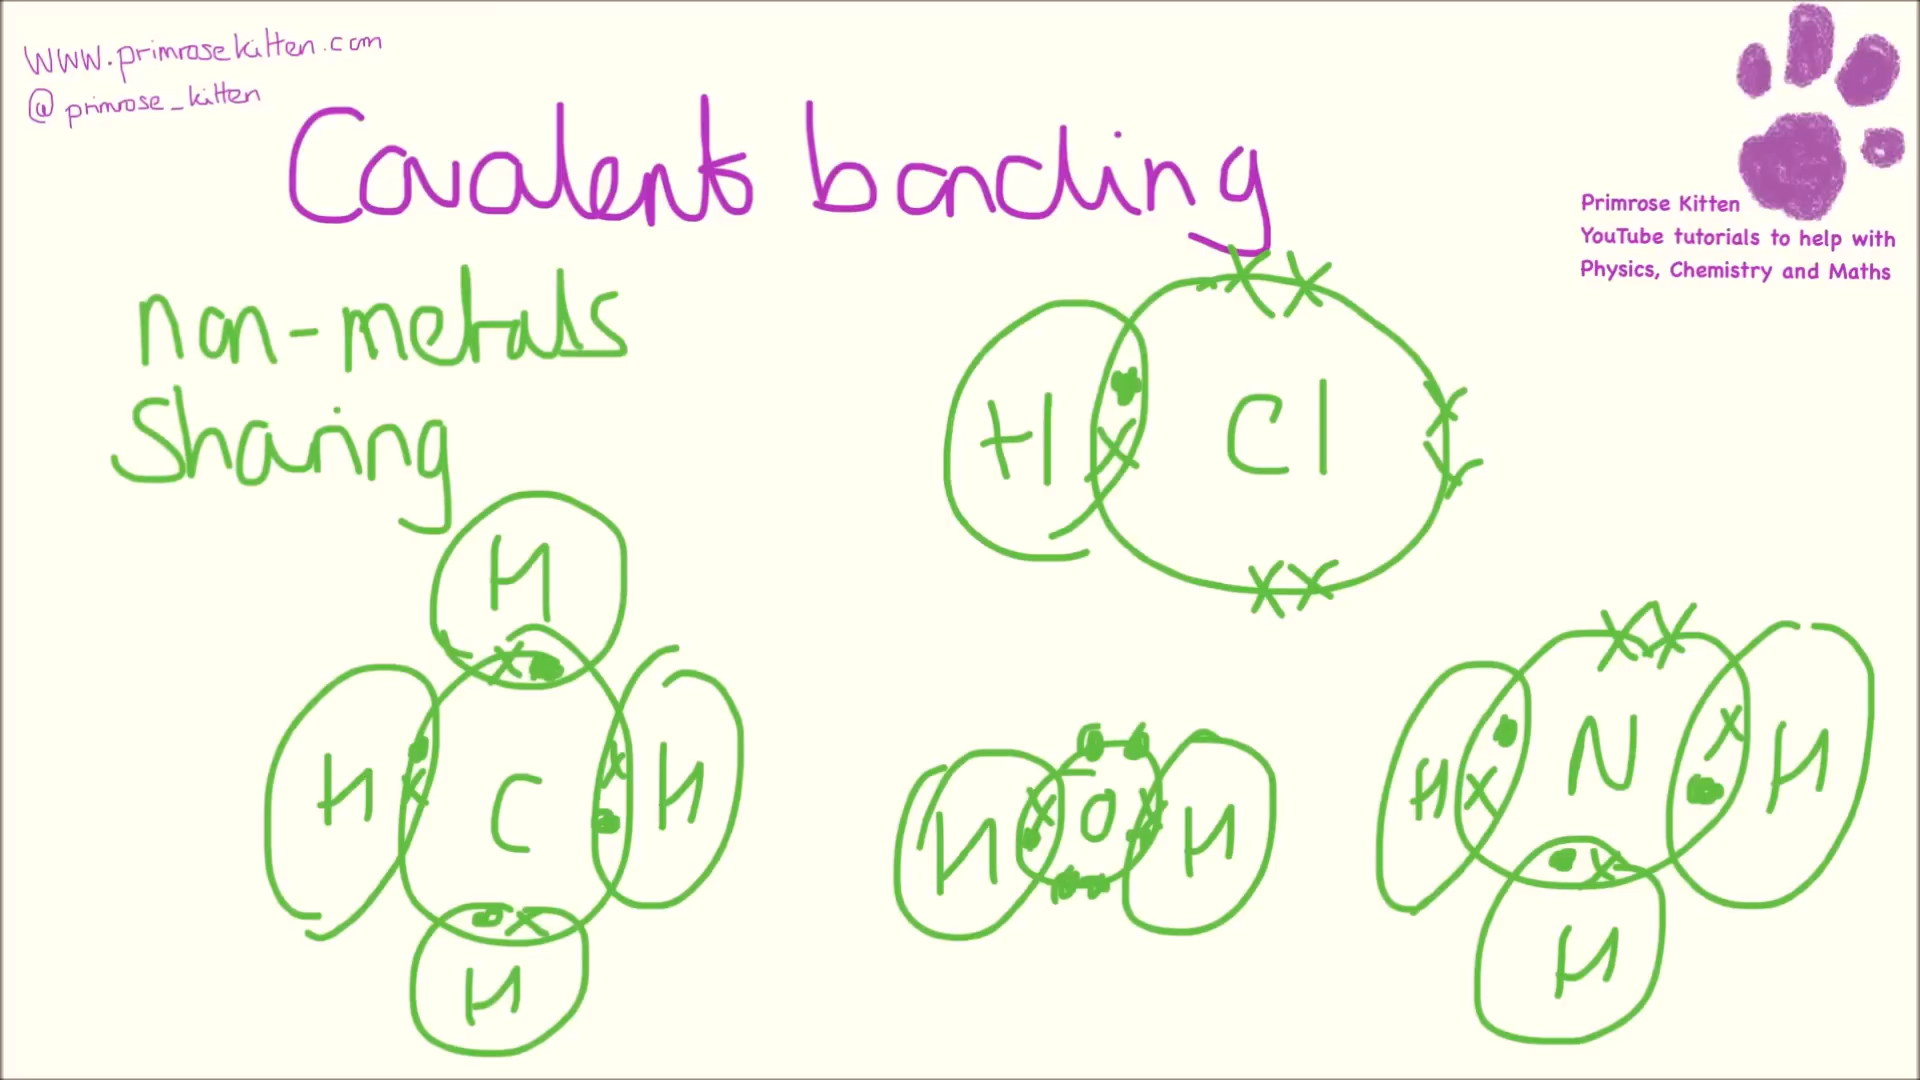 www.primrosekitten.com
@primrose_kitten
Covalent bonding
Primrose Kitten
YouTube tutorials to help with
Physics, Chemistry and Maths
non-metals
Sharing
H Cl
H
H C H
H
H O H
H N H
H